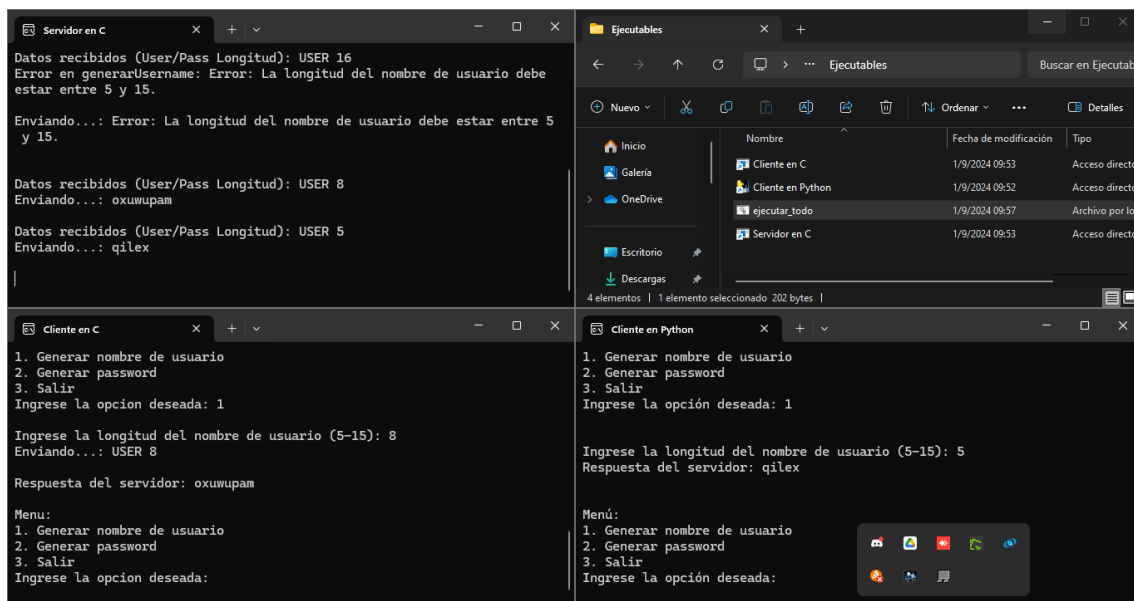 Servidor en C
Datos recibidos (User/Pass Longitud): USER 16
Error en generarUsername: Error: La longitud del nombre de usuario debe
estar entre 5 y 15.
Enviando...: Error: La longitud del nombre de usuario debe estar entre 5
y 15.
Datos recibidos (User/Pass Longitud): USER 8
Enviando...: oxuwupam
Datos recibidos (User/Pass Longitud): USER 5
Enviando...: qilex
Ejecutables
Ejecutables
Buscar en Ejecutab
Nuevo
Ordenar
Detalles
Inicio
Galería
OneDrive
Escritorio
Descargas
Nombre Fecha de modificación Tipo
Cliente en C 1/9/2024 09:53 Acceso directo
Cliente en Python 1/9/2024 09:52 Acceso directo
ejecutar_todo 1/9/2024 09:57 Archivo por lo
Servidor en C 1/9/2024 09:53 Acceso directo
4 elementos | 1 elemento seleccionado 202 bytes |
Cliente en C
1. Generar nombre de usuario
2. Generar password
3. Salir
Ingrese la opcion deseada: 1
Ingrese la longitud del nombre de usuario (5-15): 8
Enviando...: USER 8
Respuesta del servidor: oxuwupam
Menu:
1. Generar nombre de usuario
2. Generar password
3. Salir
Ingrese la opcion deseada:
Cliente en Python
1. Generar nombre de usuario
2. Generar password
3. Salir
Ingrese la opción deseada: 1
Ingrese la longitud del nombre de usuario (5-15): 5
Respuesta del servidor: qilex
Menú:
1. Generar nombre de usuario
2. Generar password
3. Salir
Ingrese la opción deseada: